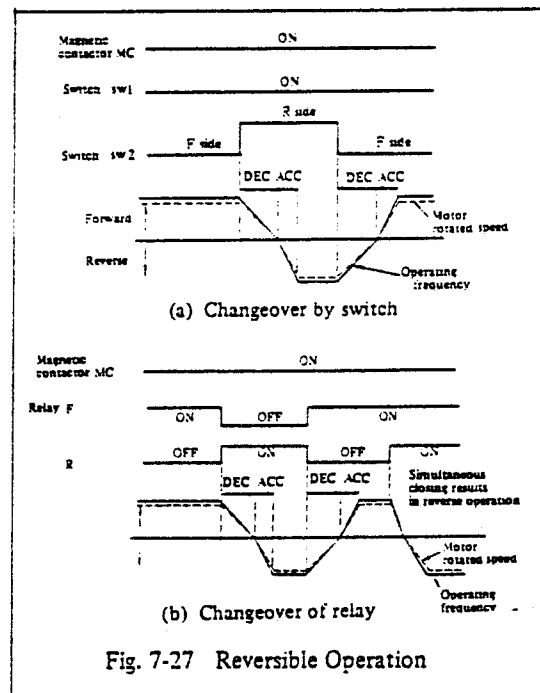 Magnetic
contactor MC
ON
Switch sw1
ON
R side
Switch sw2
F side
F side
DEC ACC
DEC ACC
Forward
Reverse
Motor
rotated speed
Operating
frequency
(a) Changeover by switch
Magnetic
contactor MC
ON
Relay F
ON
OFF
ON
R
OFF
ON
OFF
ON
DEC ACC
DEC ACC
Simultaneous
closing results
in reverse operation
Motor
rotated speed
Operating
frequency
(b) Changeover of relay
Fig. 7-27 Reversible Operation